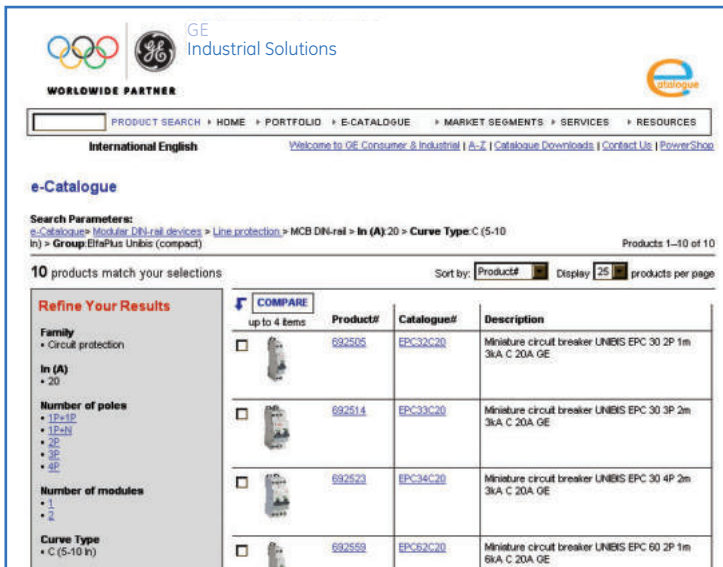 GE
Industrial Solutions
WORLDWIDE PARTNER
eatalogue
PRODUCT SEARCH HOME PORTFOLIO E-CATALOGUE MARKET SEGMENTS SERVICES RESOURCES
International English Welcome to GE Consumer & Industrial | A-Z | Catalogue Downloads | Contact Us | PowerShop
e-Catalogue
Search Parameters:
e-Catalogue> Modular DIN-rail devices > Line protection > MCB DIN-rail > In (A):20 > Curve Type:C (5-10
In) > Group:ElfaPlus Unibis (compact) Products 1–10 of 10
10 products match your selections Sort by: Product# Display 25 products per page
Refine Your Results
Family
• Circuit protection
In (A)
• 20
Number of poles
• 1P+1P
• 1P+N
• 2P
• 3P
• 4P
Number of modules
• 1
• 2
Curve Type
• C (5-10 In)
COMPARE
up to 4 items Product# Catalogue# Description
692505 EPC32C20 Miniature circuit breaker UNIBIS EPC 30 2P 1m
3kA C 20A GE
692514 EPC33C20 Miniature circuit breaker UNIBIS EPC 30 3P 2m
3kA C 20A GE
692523 EPC34C20 Miniature circuit breaker UNIBIS EPC 30 4P 2m
3kA C 20A GE
692559 EPC62C20 Miniature circuit breaker UNIBIS EPC 60 2P 1m
6kA C 20A GE